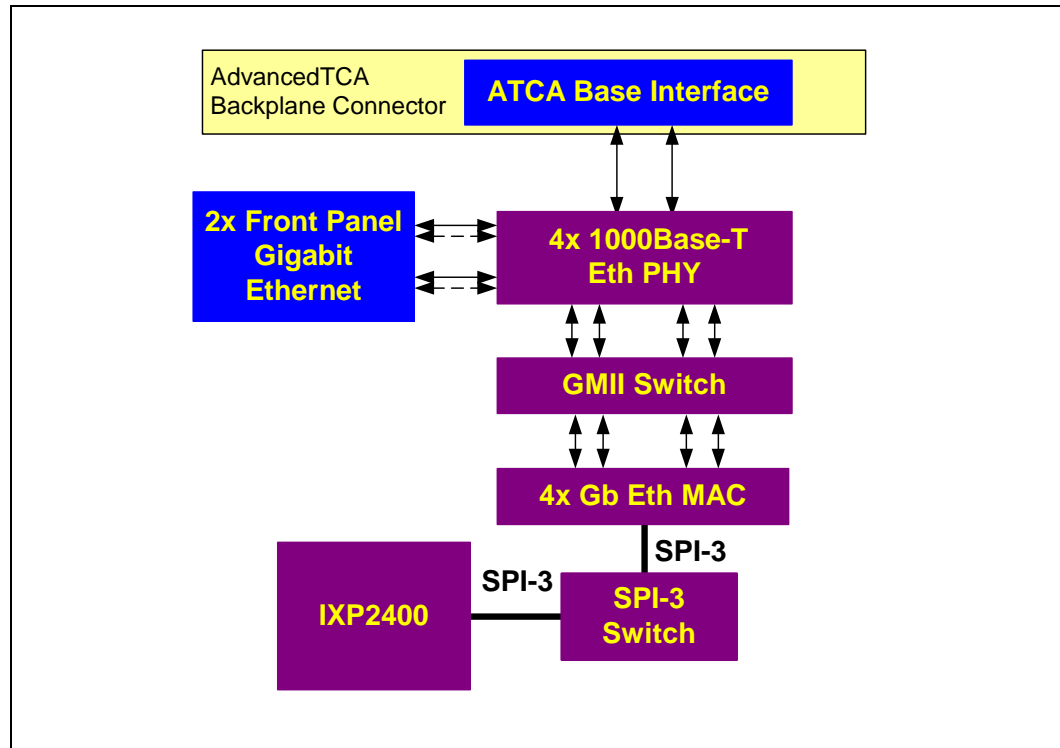 AdvancedTCA
Backplane Connector
ATCA Base Interface
2x Front Panel
Gigabit
Ethernet
4x 1000Base-T
Eth PHY
GMII Switch
4x Gb Eth MAC
SPI-3
SPI-3
IXP2400
SPI-3
Switch